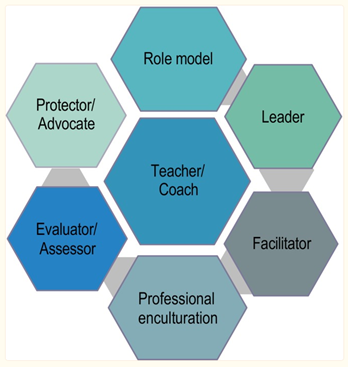 Role model
Protector/
Advocate
Leader
Teacher/
Coach
Evaluator/
Assessor
Facilitator
Professional
enculturation